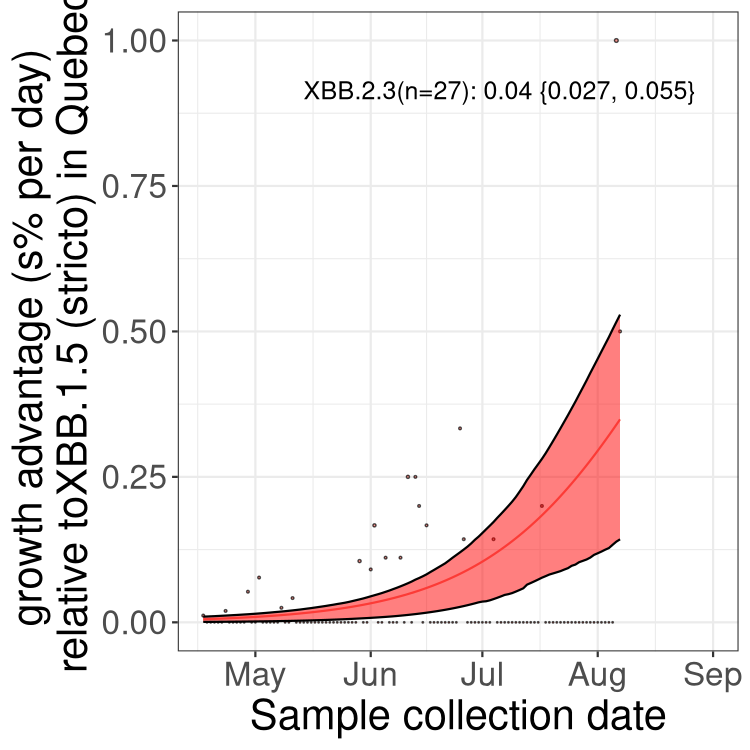 growth advantage (s% per day)
relative toXBB.1.5 (stricto) in Quebec
1.00
0.75
0.50
0.25
0.00
XBB.2.3(n=27): 0.04 {0.027, 0.055}
May Jun Jul Aug Sep
Sample collection date